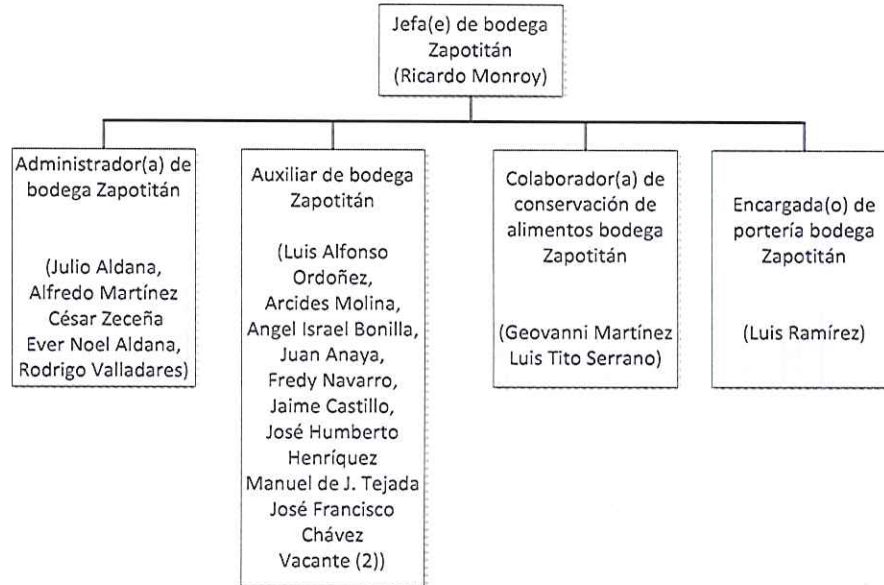 Jefa(e) de bodega
Zapotitán
(Ricardo Monroy)
Administrador(a) de
bodega Zapotitán
(Julio Aldana,
Alfredo Martínez
César Zeceña
Ever Noel Aldana,
Rodrigo Valladares)
Auxiliar de bodega
Zapotitán
(Luis Alfonso
Ordoñez,
Arcides Molina,
Angel Israel Bonilla,
Juan Anaya,
Fredy Navarro,
Jaime Castillo,
José Humberto
Henríquez
Manuel de J. Tejada
José Francisco
Chávez
Vacante (2))
Colaborador(a) de
conservación de
alimentos bodega
Zapotitán
(Geovanni Martínez
Luis Tito Serrano)
Encargada(o) de
portería bodega
Zapotitán
(Luis Ramírez)